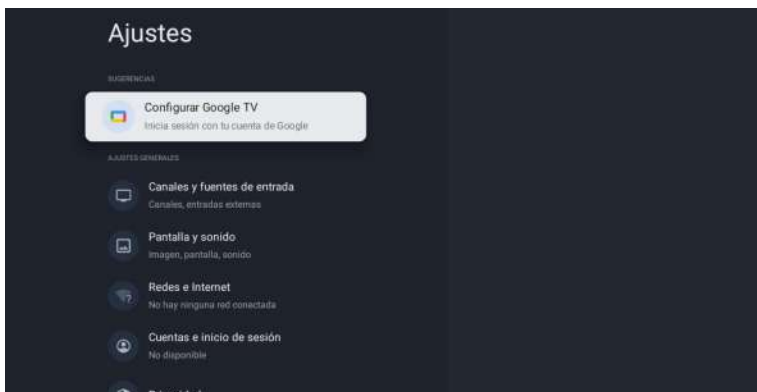 Ajustes
SUGERENCIAS
Configurar Google TV
Inicia sesión con tu cuenta de Google
AJUSTES GENERALES
Canales y fuentes de entrada
Canales, entradas externas
Pantalla y sonido
Imagen, pantalla, sonido
Redes e Internet
No hay ninguna red conectada
Cuentas e inicio de sesión
No disponible